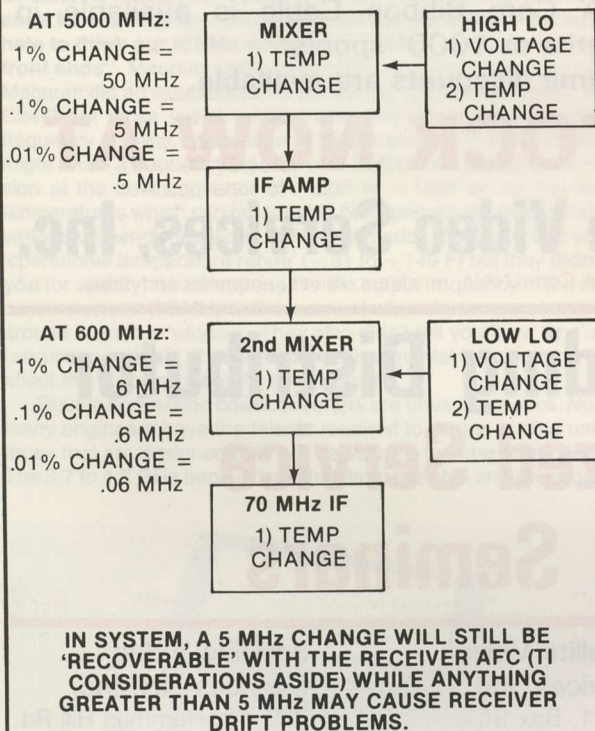 AT 5000 MHz:
1% CHANGE =
50 MHz
.1% CHANGE =
5 MHz
.01% CHANGE =
.5 MHz
MIXER
1) TEMP
CHANGE
HIGH LO
1) VOLTAGE
CHANGE
2) TEMP
CHANGE
IF AMP
1) TEMP
CHANGE
AT 600 MHz:
1% CHANGE =
6 MHz
.1% CHANGE =
.6 MHz
.01% CHANGE =
.06 MHz
2nd MIXER
1) TEMP
CHANGE
LOW LO
1) VOLTAGE
CHANGE
2) TEMP
CHANGE
70 MHz IF
1) TEMP
CHANGE
IN SYSTEM, A 5 MHz CHANGE WILL STILL BE
'RECOVERABLE' WITH THE RECEIVER AFC (TI
CONSIDERATIONS ASIDE) WHILE ANYTHING
GREATER THAN 5 MHz MAY CAUSE RECEIVER
DRIFT PROBLEMS.